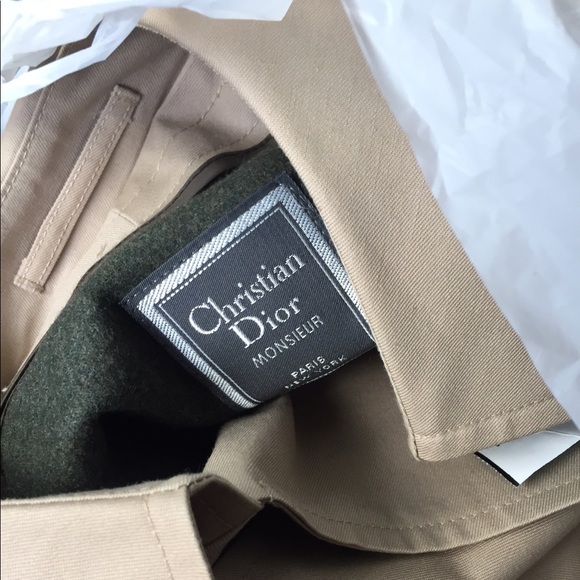 Christian
Dior
MONSIEUR
PARIS
NEW YORK